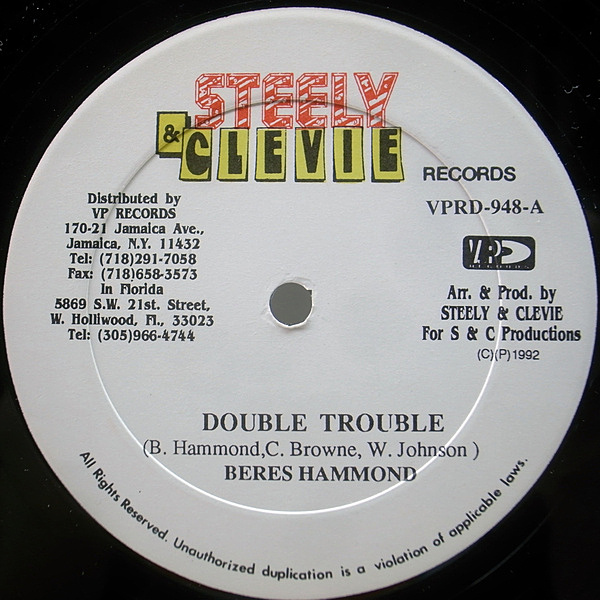 STEELY
& CLEVIE
RECORDS
Distributed by
VP RECORDS
170-21 Jamaica Ave.,
Jamaica, N.Y. 11432
Tel: (718)291-7058
Fax: (718)658-3573
In Florida
5869 S.W. 21st. Street,
W. Holliwood, Fl., 33023
Tel: (305)966-4744
VPRD-948-A
V.P.
RECORDS
Arr. & Prod. by
STEELY & CLEVIE
For S & C Productions
(C)(P)1992
DOUBLE TROUBLE
(B. Hammond,C. Browne, W. Johnson )
BERES HAMMOND
All Rights Reserved. Unauthorized duplication is a violation of applicable laws.